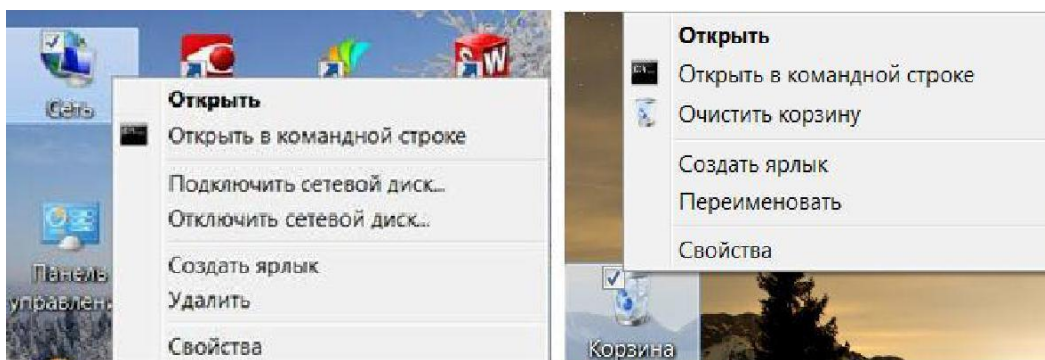 Сеть
Панель
управлен
Открыть
Открыть в командной строке
Подключить сетевой диск...
Отключить сетевой диск...
Создать ярлык
Удалить
Свойства
SW
Открыть
Открыть в командной строке
Очистить корзину
Создать ярлык
Переименовать
Свойства
Корзина